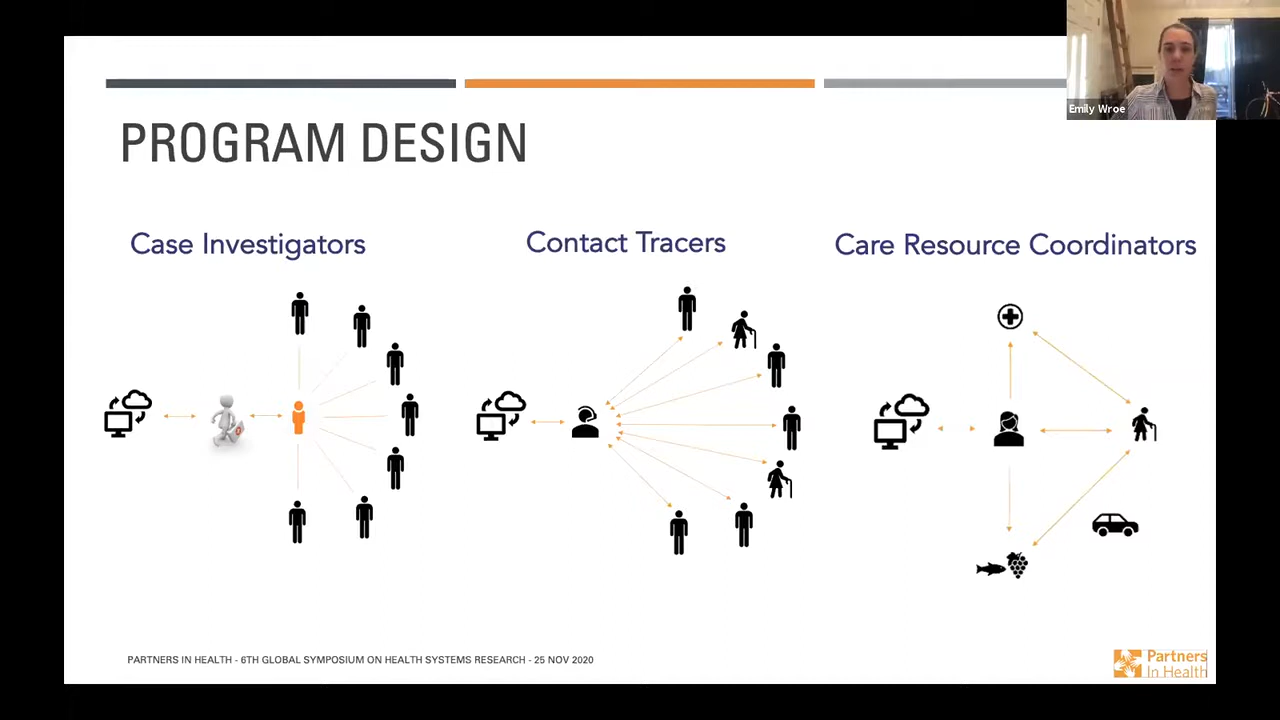 Emily Wroe
PROGRAM DESIGN
Case Investigators
Contact Tracers
Care Resource Coordinators
PARTNERS IN HEALTH - 6TH GLOBAL SYMPOSIUM ON HEALTH SYSTEMS RESEARCH - 25 NOV 2020
Partners
In Health